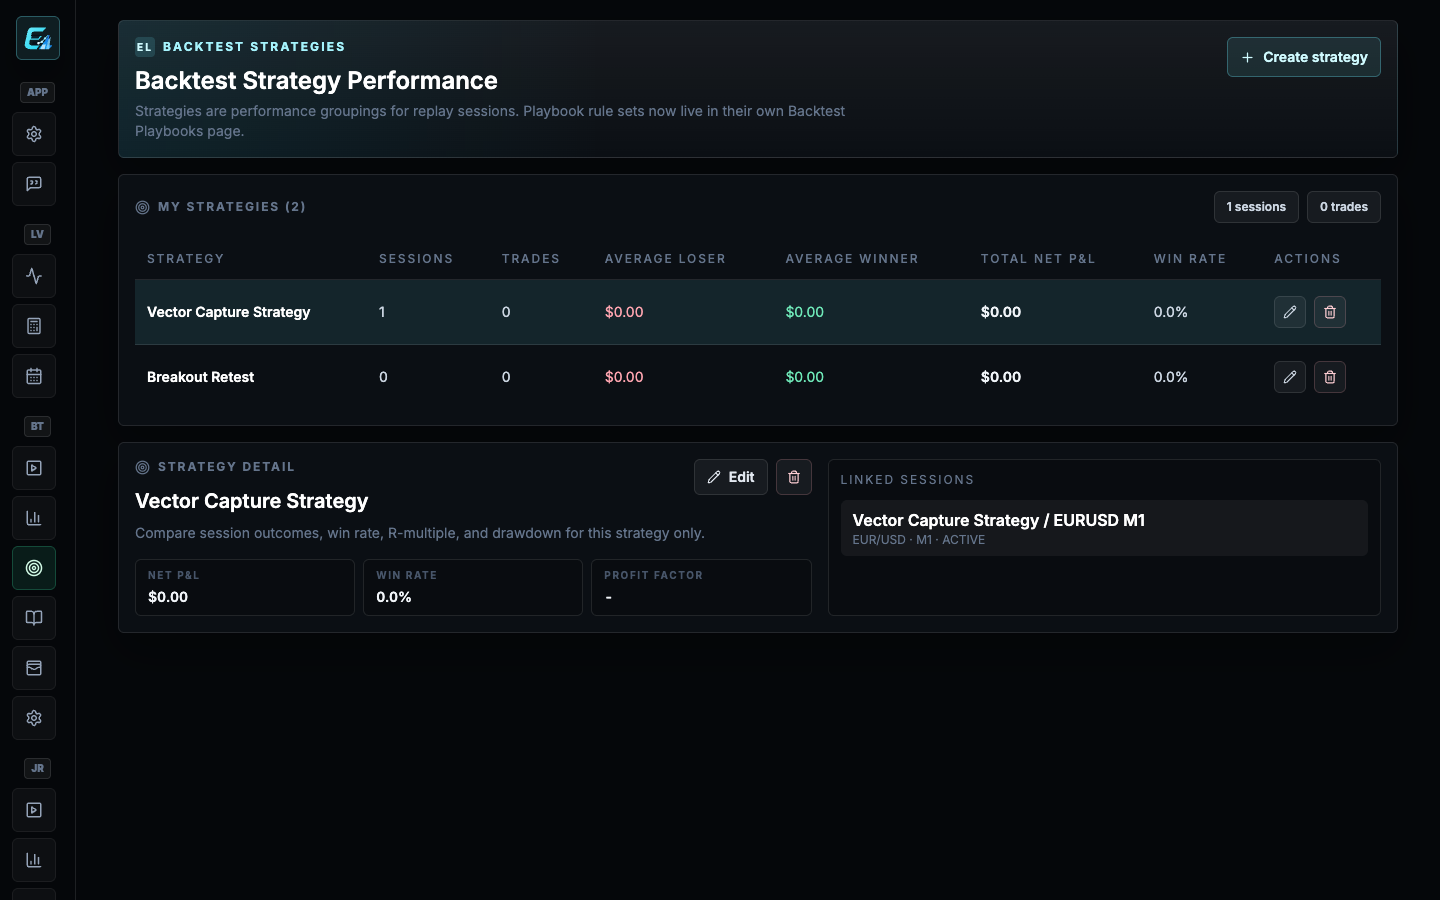 APP
LV
BT
JR
EL BACKTEST STRATEGIES
Backtest Strategy Performance
Strategies are performance groupings for replay sessions. Playbook rule sets now live in their own Backtest
Playbooks page.
+ Create strategy
MY STRATEGIES (2)
1 sessions
0 trades
STRATEGY SESSIONS TRADES AVERAGE LOSER AVERAGE WINNER TOTAL NET P&L WIN RATE ACTIONS
Vector Capture Strategy 1 0 $0.00 $0.00 $0.00 0.0%
Breakout Retest 0 0 $0.00 $0.00 $0.00 0.0%
STRATEGY DETAIL
Edit
Vector Capture Strategy
Compare session outcomes, win rate, R-multiple, and drawdown for this strategy only.
NET P&L
$0.00
WIN RATE
0.0%
PROFIT FACTOR
-
LINKED SESSIONS
Vector Capture Strategy / EURUSD M1
EUR/USD · M1 · ACTIVE